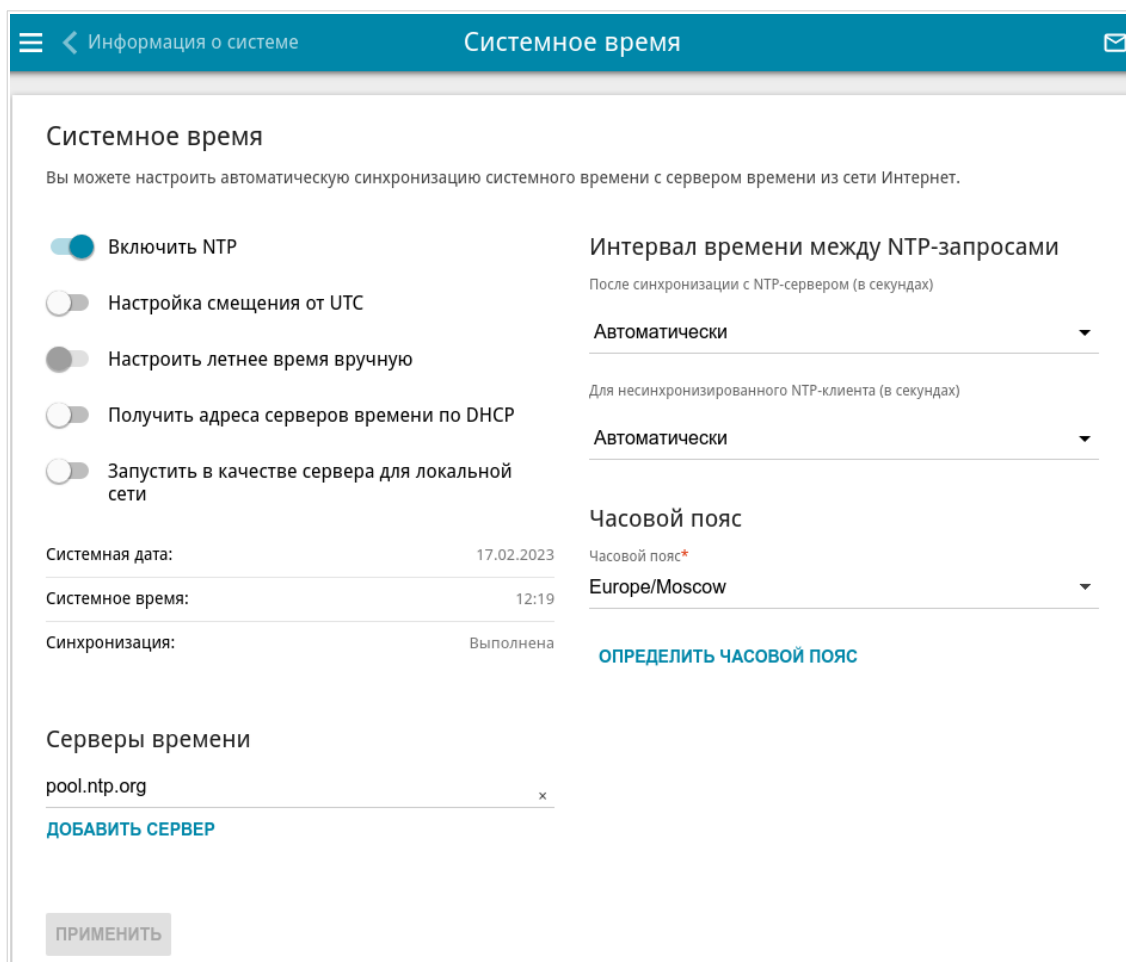 Информация о системе
Системное время
Системное время
Вы можете настроить автоматическую синхронизацию системного времени с сервером времени из сети Интернет.
Включить NTP
Настройка смещения от UTC
Настроить летнее время вручную
Получить адреса серверов времени по DHCP
Запустить в качестве сервера для локальной
сети
Системная дата: 17.02.2023
Системное время: 12:19
Синхронизация: Выполнена
Серверы времени
pool.ntp.org ×
ДОБАВИТЬ СЕРВЕР
ПРИМЕНИТЬ
Интервал времени между NTP-запросами
После синхронизации с NTP-сервером (в секундах)
Автоматически
Для несинхронизированного NTP-клиента (в секундах)
Автоматически
Часовой пояс
Часовой пояс*
Europe/Moscow
ОПРЕДЕЛИТЬ ЧАСОВОЙ ПОЯС